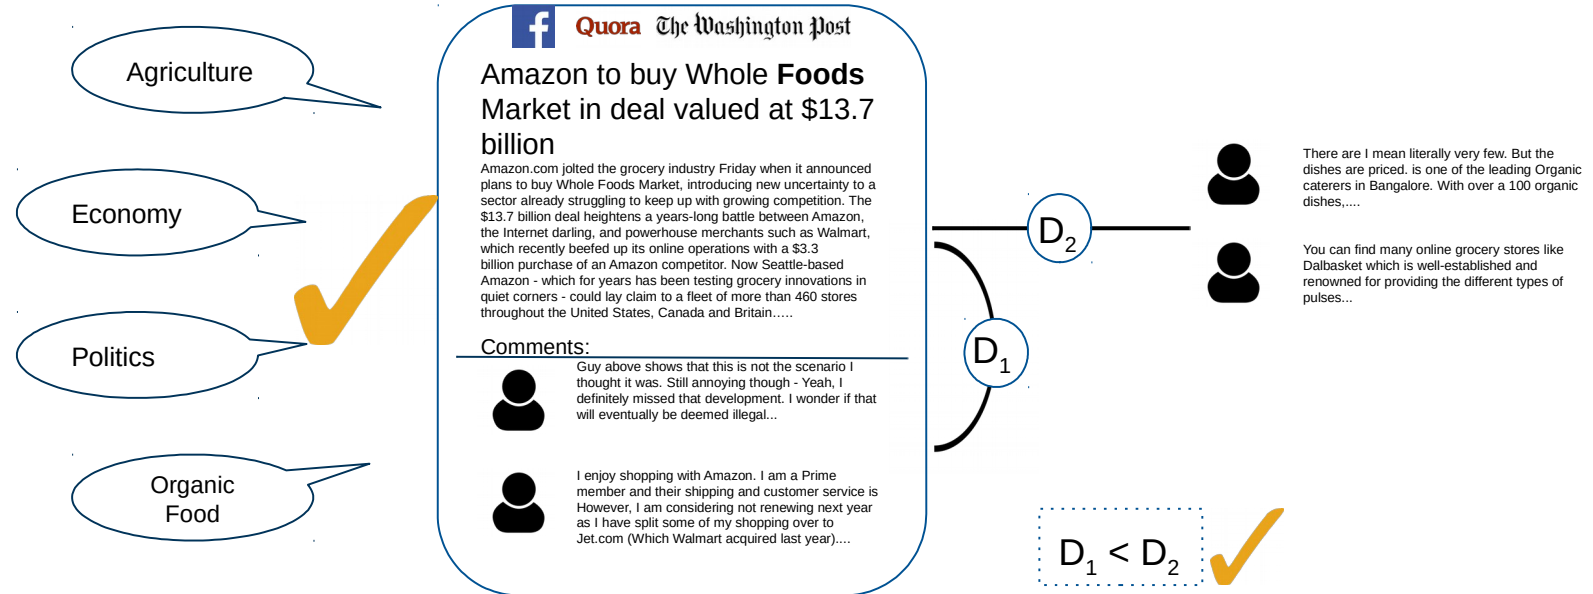 Agriculture
Economy
Politics
Organic
Food
f Quora The Washington Post
Amazon to buy Whole Foods
Market in deal valued at $13.7
billion
Amazon.com jolted the grocery industry Friday when it announced
plans to buy Whole Foods Market, introducing new uncertainty to a
sector already struggling to keep up with growing competition. The
$13.7 billion deal heightens a years-long battle between Amazon,
the Internet darling, and powerhouse merchants such as Walmart,
which recently beefed up its online operations with a $3.3
billion purchase of an Amazon competitor. Now Seattle-based
Amazon - which for years has been testing grocery innovations in
quiet corners - could lay claim to a fleet of more than 460 stores
throughout the United States, Canada and Britain…..
Comments:
Guy above shows that this is not the scenario I
thought it was. Still annoying though - Yeah, I
definitely missed that development. I wonder if that
will eventually be deemed illegal...
I enjoy shopping with Amazon. I am a Prime
member and their shipping and customer service is
However, I am considering not renewing next year
as I have split some of my shopping over to
Jet.com (Which Walmart acquired last year)....
D2
D1
There are I mean literally very few. But the
dishes are priced. is one of the leading Organic
caterers in Bangalore. With over a 100 organic
dishes,....
You can find many online grocery stores like
Dalbasket which is well-established and
renowned for providing the different types of
pulses...
D1 < D2